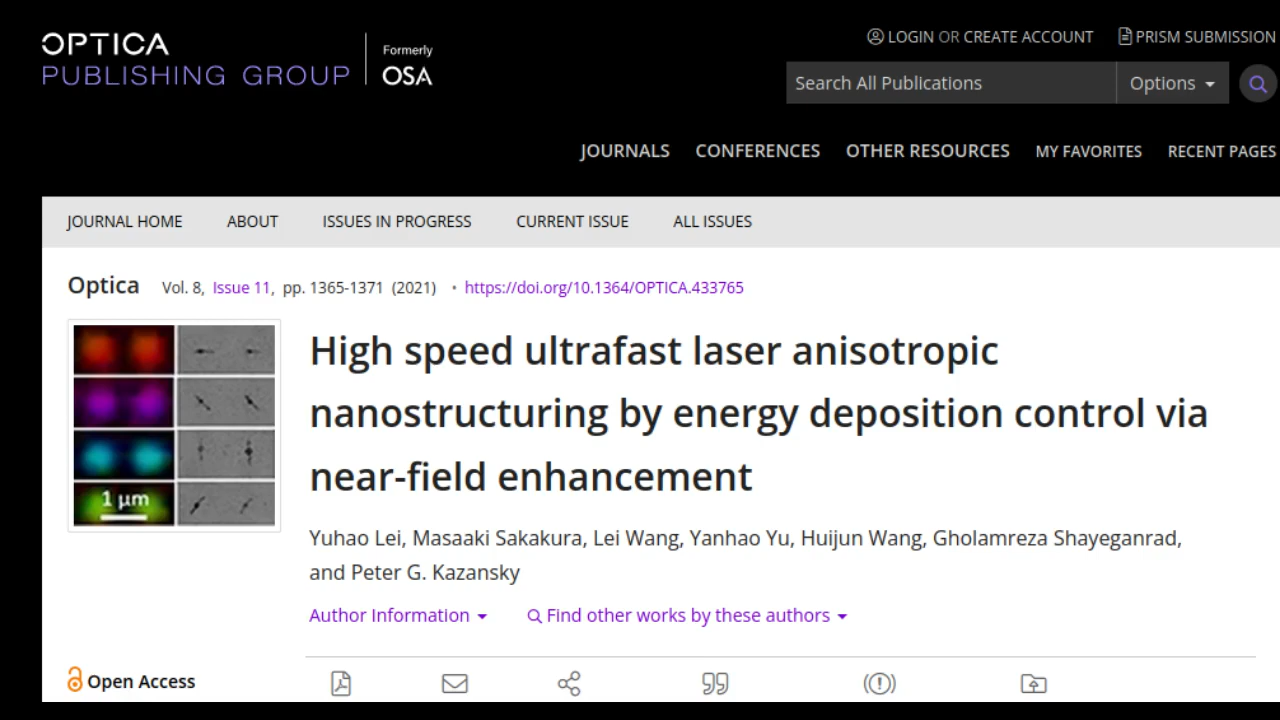 OPTICA
PUBLISHING GROUP
Formerly
OSA
LOGIN OR CREATE ACCOUNT PRISM SUBMISSION
Search All Publications Options
JOURNALS CONFERENCES OTHER RESOURCES MY FAVORITES RECENT PAGES
JOURNAL HOME ABOUT ISSUES IN PROGRESS CURRENT ISSUE ALL ISSUES
Optica Vol. 8, Issue 11, pp. 1365-1371 (2021) • https://doi.org/10.1364/OPTICA.433765
1 μm
High speed ultrafast laser anisotropic
nanostructuring by energy deposition control via
near-field enhancement
Yuhao Lei, Masaaki Sakakura, Lei Wang, Yanhao Yu, Huijun Wang, Gholamreza Shayeganrad,
and Peter G. Kazansky
Author Information Find other works by these authors
Open Access